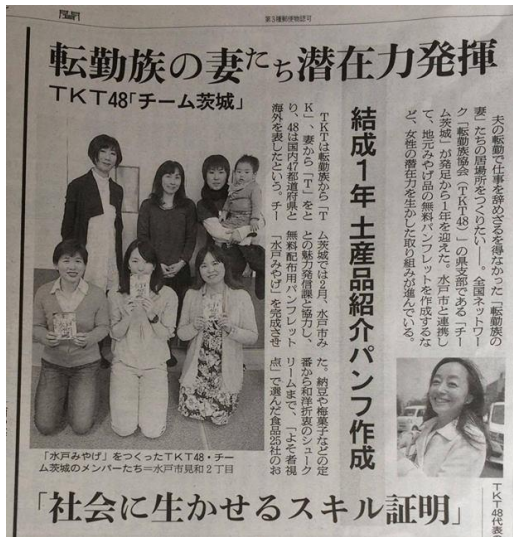 第3種郵便物認可
転勤族の妻たち潜在力発揮
TKT48「チーム茨城」
結成1年 土産品紹介パンフ作成
夫の転勤で仕事を辞めざるを得なかった「転勤族の
妻」たちの居場所をつくりたい――。全国ネットワー
ク「転勤族協会(TKT48)」の県支部である「チー
ム茨城」が発足から1年を迎えた。水戸市と連携し
て、地元みやげ品の無料パンフレットを作成するな
ど、女性の潜在力を生かした取り組みが進んでいる。
TKTは転勤族から「T
K」、妻から「T」をと
り、48は国内47都道府県と
海外を表したという。チー
ム茨城では2月、水戸市み
との魅力発信課と協力し、
無料配布用パンフレット
「水戸みやげ」を完成させ
た。納豆や梅菓子などの定
番から和洋折衷のシューク
リームまで、「よそ者視
点」で選んだ食品25社のお
「水戸みやげ」をつくったTKT48・チー
ム茨城のメンバーたち=水戸市見和2丁目
TKT48代表の
「社会に生かせるスキル証明」